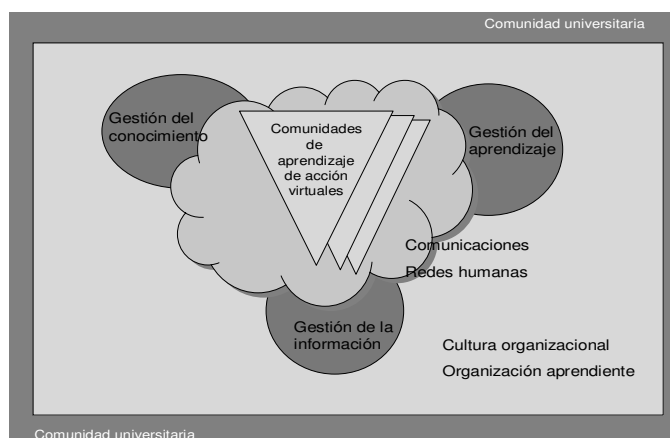 Comunidad universitaria
Gestión del
conocimiento
Comunidades
de
aprendizaje
de acción
virtuales
Gestión del
aprendizaje
Comunicaciones
Redes humanas
Gestión de la
información
Cultura organizacional
Organización aprendiente
Comunidad universitaria